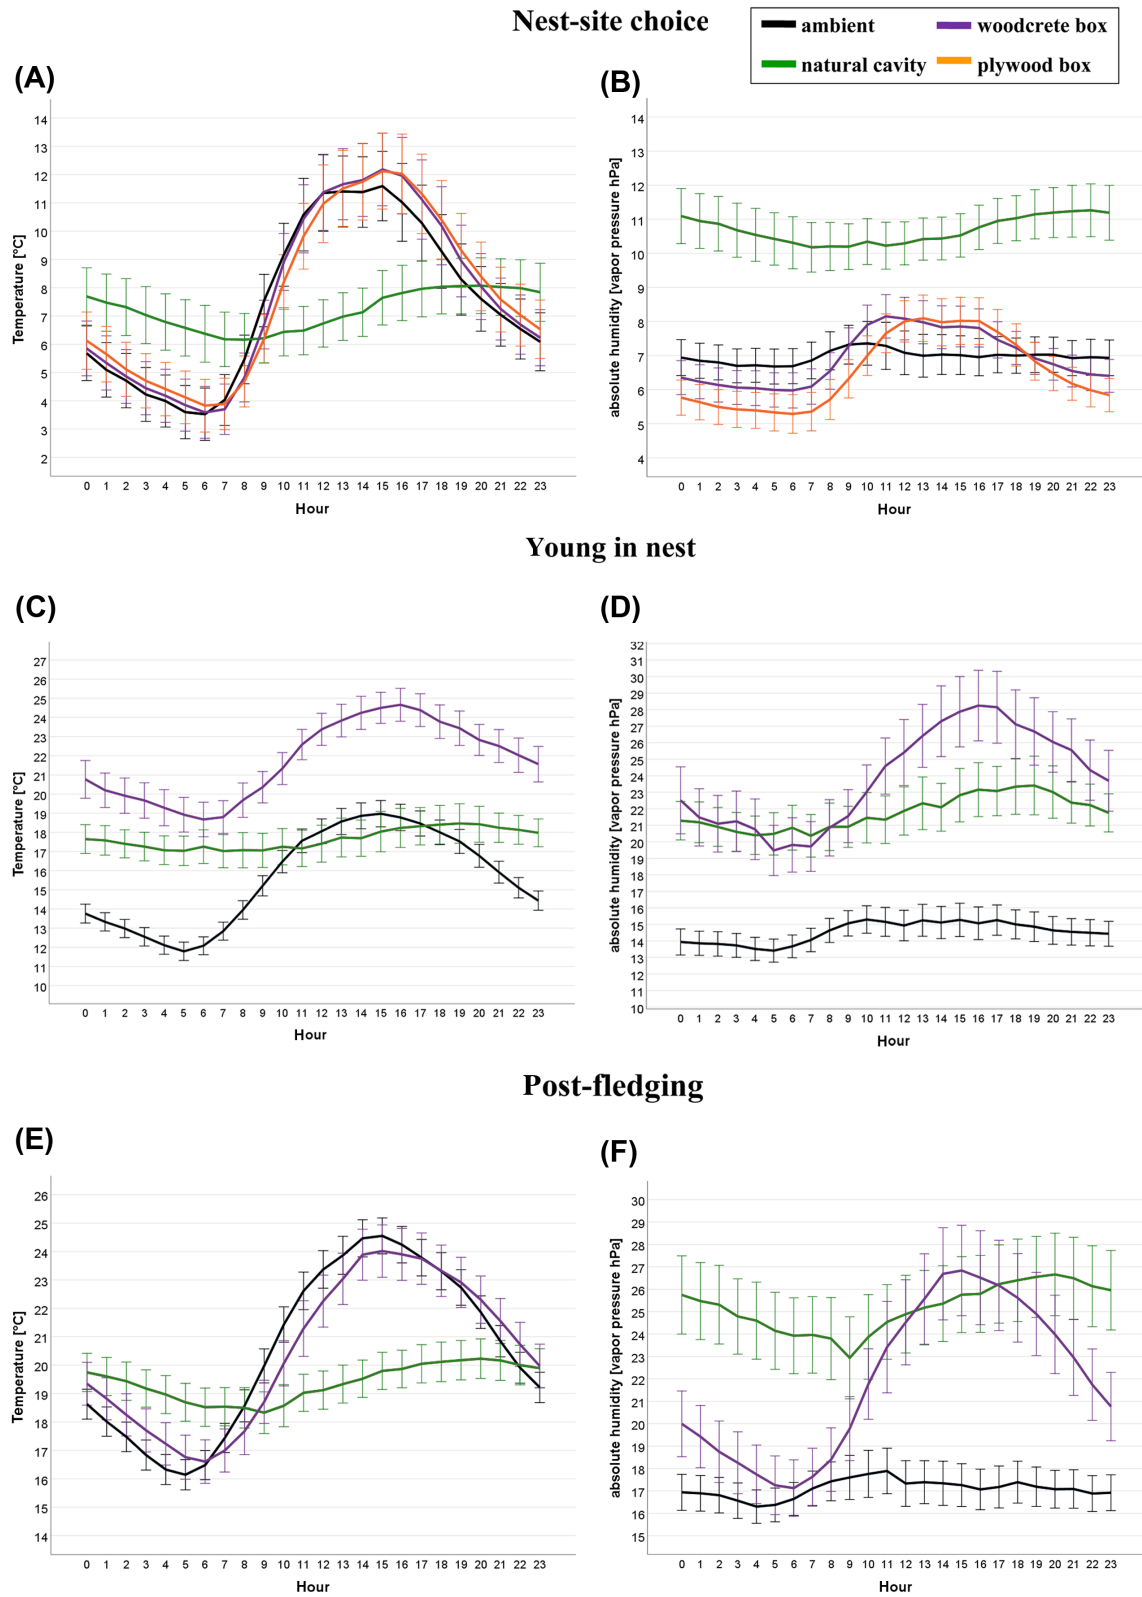 Nest-site choice
ambient
woodcrete box
natural cavity
plywood box
(A)
(B)
Temperature [°C]
14
13
12
11
10
9
8
7
6
5
4
3
2
0 1 2 3 4 5 6 7 8 9 10 11 12 13 14 15 16 17 18 19 20 21 22 23
Hour
absolute humidity [vapor pressure hPa]
14
13
12
11
10
9
8
7
6
5
4
0 1 2 3 4 5 6 7 8 9 10 11 12 13 14 15 16 17 18 19 20 21 22 23
Hour
Young in nest
(C)
(D)
Temperature [°C]
27
26
25
24
23
22
21
20
19
18
17
16
15
14
13
12
11
10
0 1 2 3 4 5 6 7 8 9 10 11 12 13 14 15 16 17 18 19 20 21 22 23
Hour
absolute humidity [vapor pressure hPa]
32
31
30
29
28
26
25
24
23
22
21
20
19
18
17
16
15
14
13
12
11
10
0 1 2 3 4 5 6 7 8 9 10 11 12 13 14 15 16 17 18 19 20 21 22 23
Hour
Post-fledging
(E)
(F)
Temperature [°C]
26
25
24
23
22
21
20
19
18
17
16
15
14
0 1 2 3 4 5 6 7 8 9 10 11 12 13 14 15 16 17 18 19 20 21 22 23
Hour
absolute humidity [vapor pressure hPa]
30
29
28
27
26
24
23
22
21
20
19
18
17
16
15
0 1 2 3 4 5 6 7 8 9 10 11 12 13 14 15 16 17 18 19 20 21 22 23
Hour